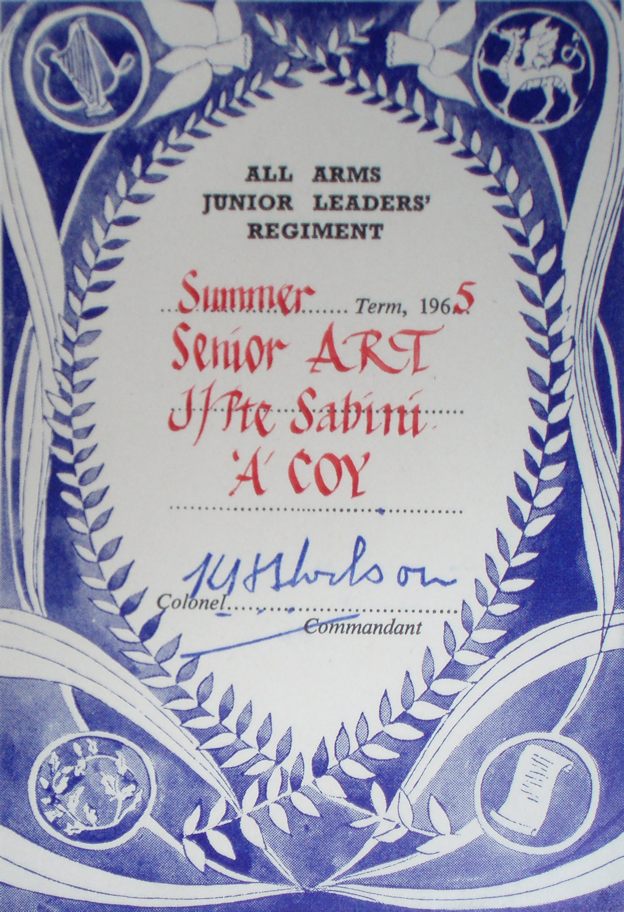 ALL ARMS
JUNIOR LEADERS'
REGIMENT
Summer Term, 1965
Senior ART
J/Pte Sabini
'A' COY
Colonel
Commandant